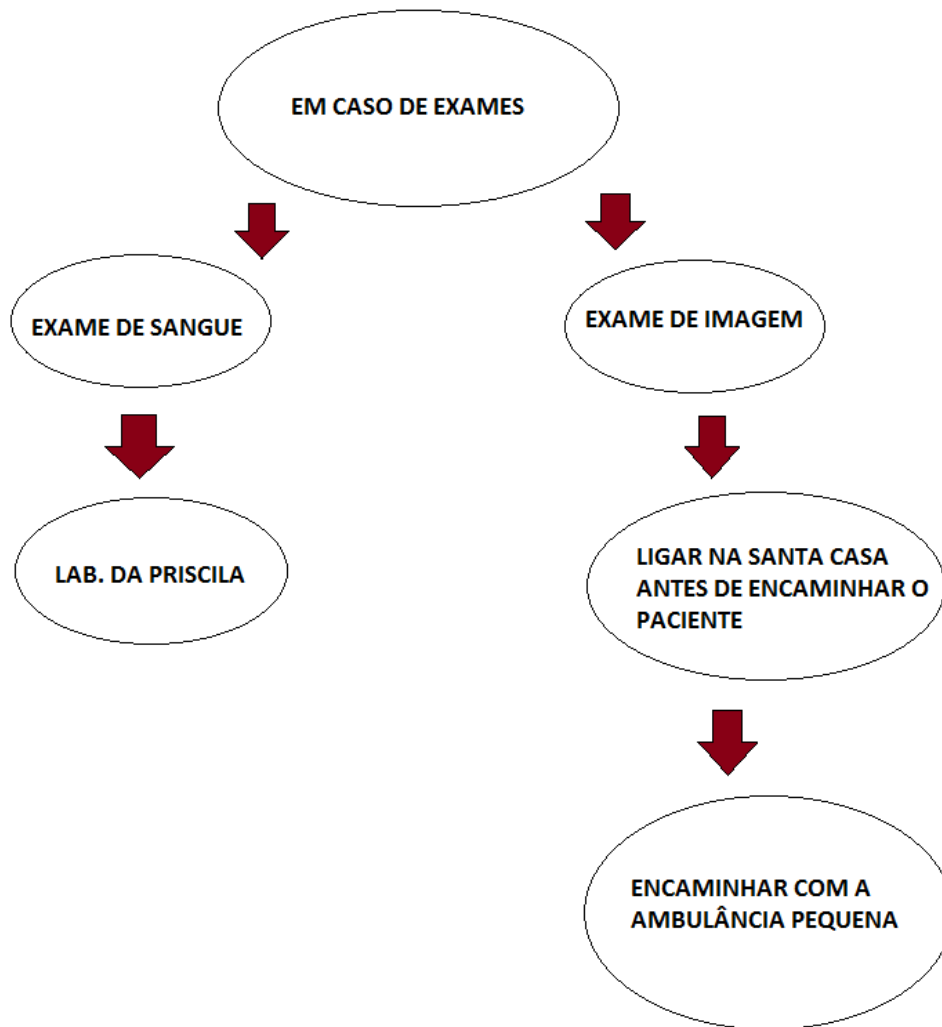 EM CASO DE EXAMES
EXAME DE SANGUE
EXAME DE IMAGEM
LAB. DA PRISCILA
LIGAR NA SANTA CASA
ANTES DE ENCAMINHAR O
PACIENTE
ENCAMINHAR COM A
AMBULÂNCIA PEQUENA